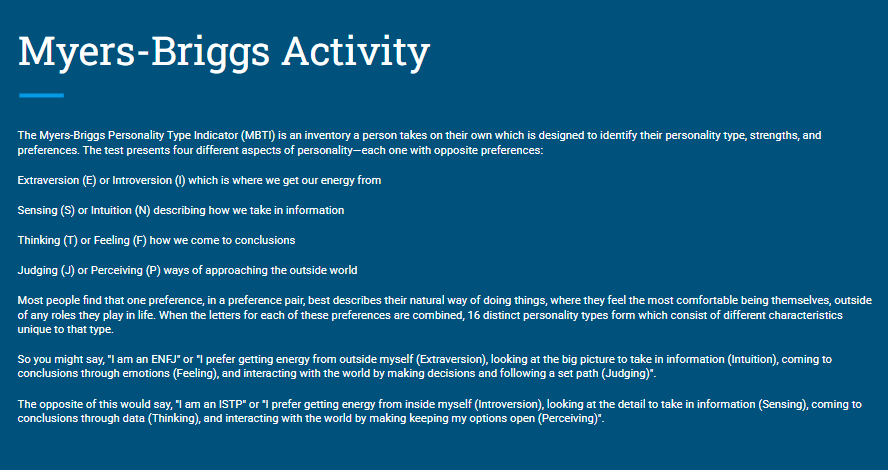 Myers-Briggs Activity
The Myers-Briggs Personality Type Indicator (MBTI) is an inventory a person takes on their own which is designed to identify their personality type, strengths, and
preferences. The test presents four different aspects of personality—each one with opposite preferences:
Extraversion (E) or Introversion (I) which is where we get our energy from
Sensing (S) or Intuition (N) describing how we take in information
Thinking (T) or Feeling (F) how we come to conclusions
Judging (J) or Perceiving (P) ways of approaching the outside world
Most people find that one preference, in a preference pair, best describes their natural way of doing things, where they feel the most comfortable being themselves, outside
of any roles they play in life. When the letters for each of these preferences are combined, 16 distinct personality types form which consist of different characteristics
unique to that type.
So you might say, "I am an ENFJ" or "I prefer getting energy from outside myself (Extraversion), looking at the big picture to take in information (Intuition), coming to
conclusions through emotions (Feeling), and interacting with the world by making decisions and following a set path (Judging)".
The opposite of this would say, "I am an ISTP" or "I prefer getting energy from inside myself (Introversion), looking at the detail to take in information (Sensing), coming to
conclusions through data (Thinking), and interacting with the world by making keeping my options open (Perceiving)".